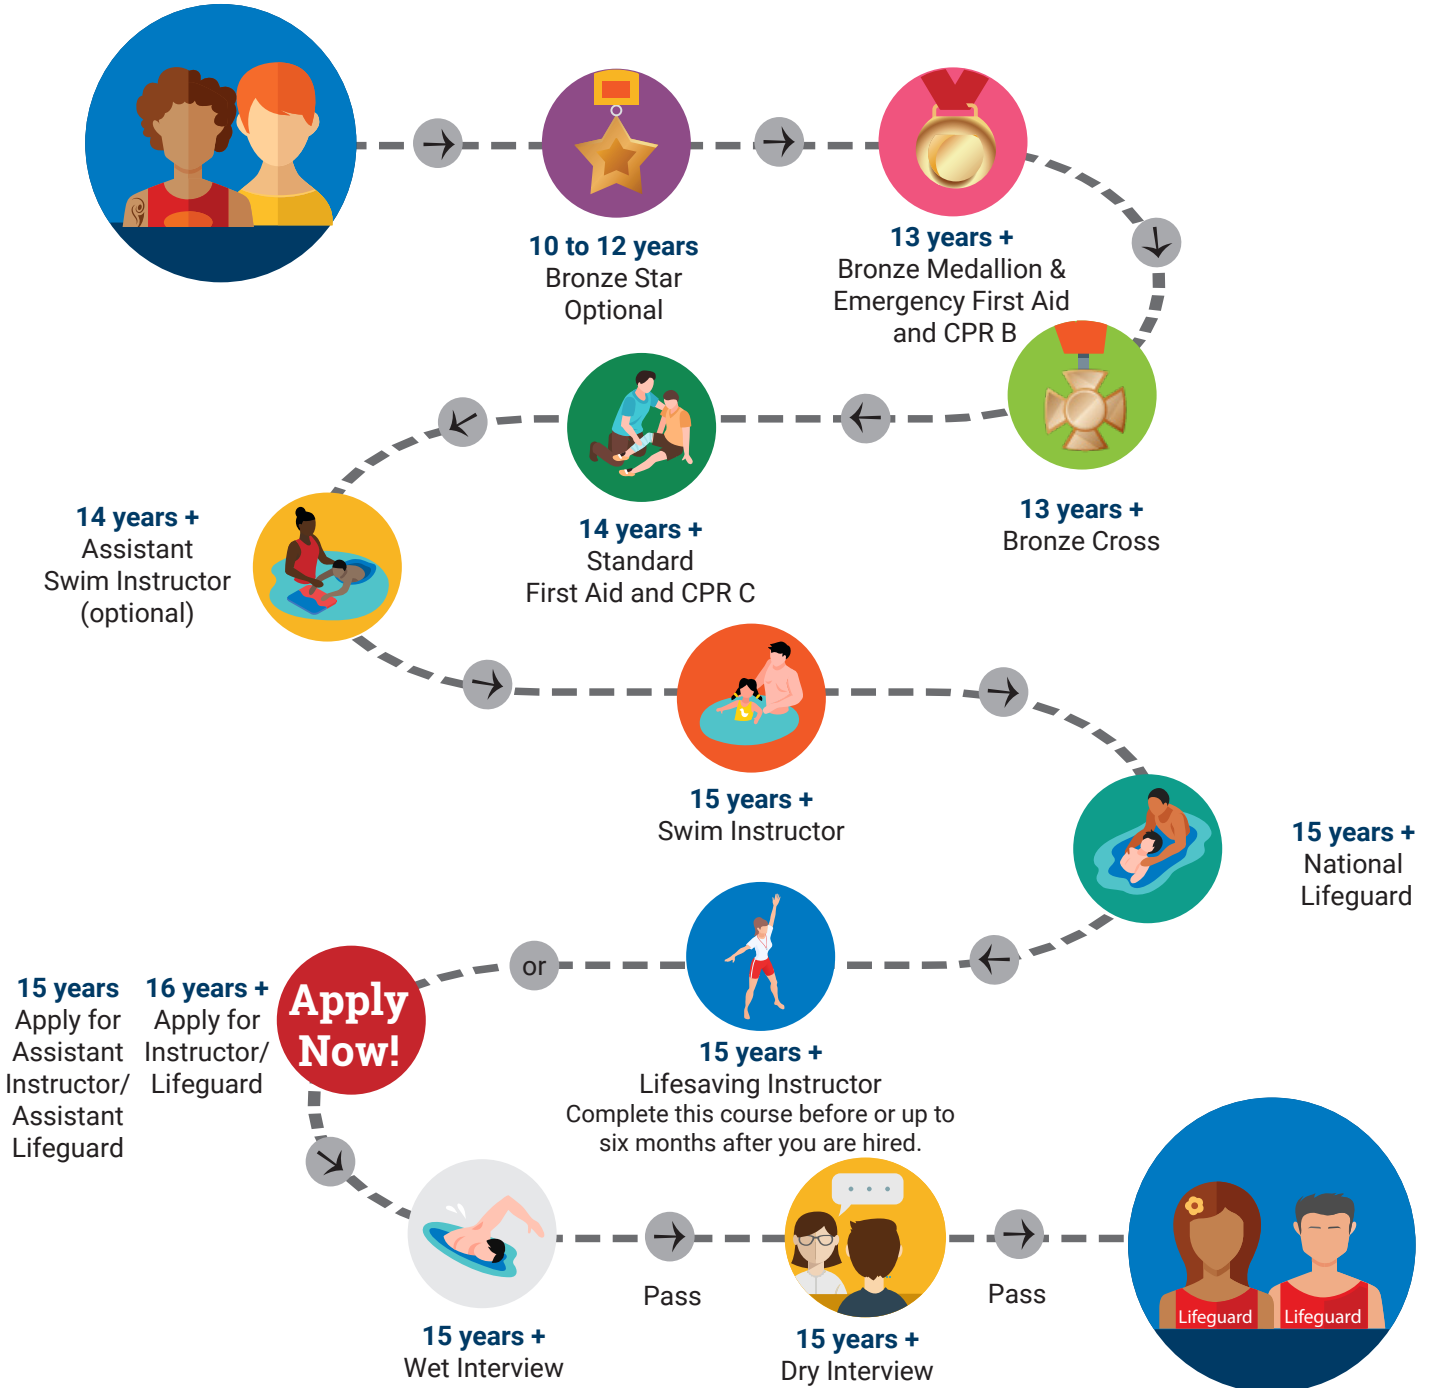 10 to 12 years
Bronze Star
Optional
13 years +
Bronze Medallion &
Emergency First Aid
and CPR B
13 years +
Bronze Cross
14 years +
Standard
First Aid and CPR C
14 years +
Assistant
Swim Instructor
(optional)
15 years +
Swim Instructor
15 years +
National
Lifeguard
15 years +
Lifesaving Instructor
Complete this course before or up to
six months after you are hired.
or
Apply
Now!
15 years
Apply for
Assistant
Instructor/
Assistant
Lifeguard
16 years +
Apply for
Instructor/
Lifeguard
15 years +
Wet Interview
Pass
15 years +
Dry Interview
Pass
Lifeguard
Lifeguard